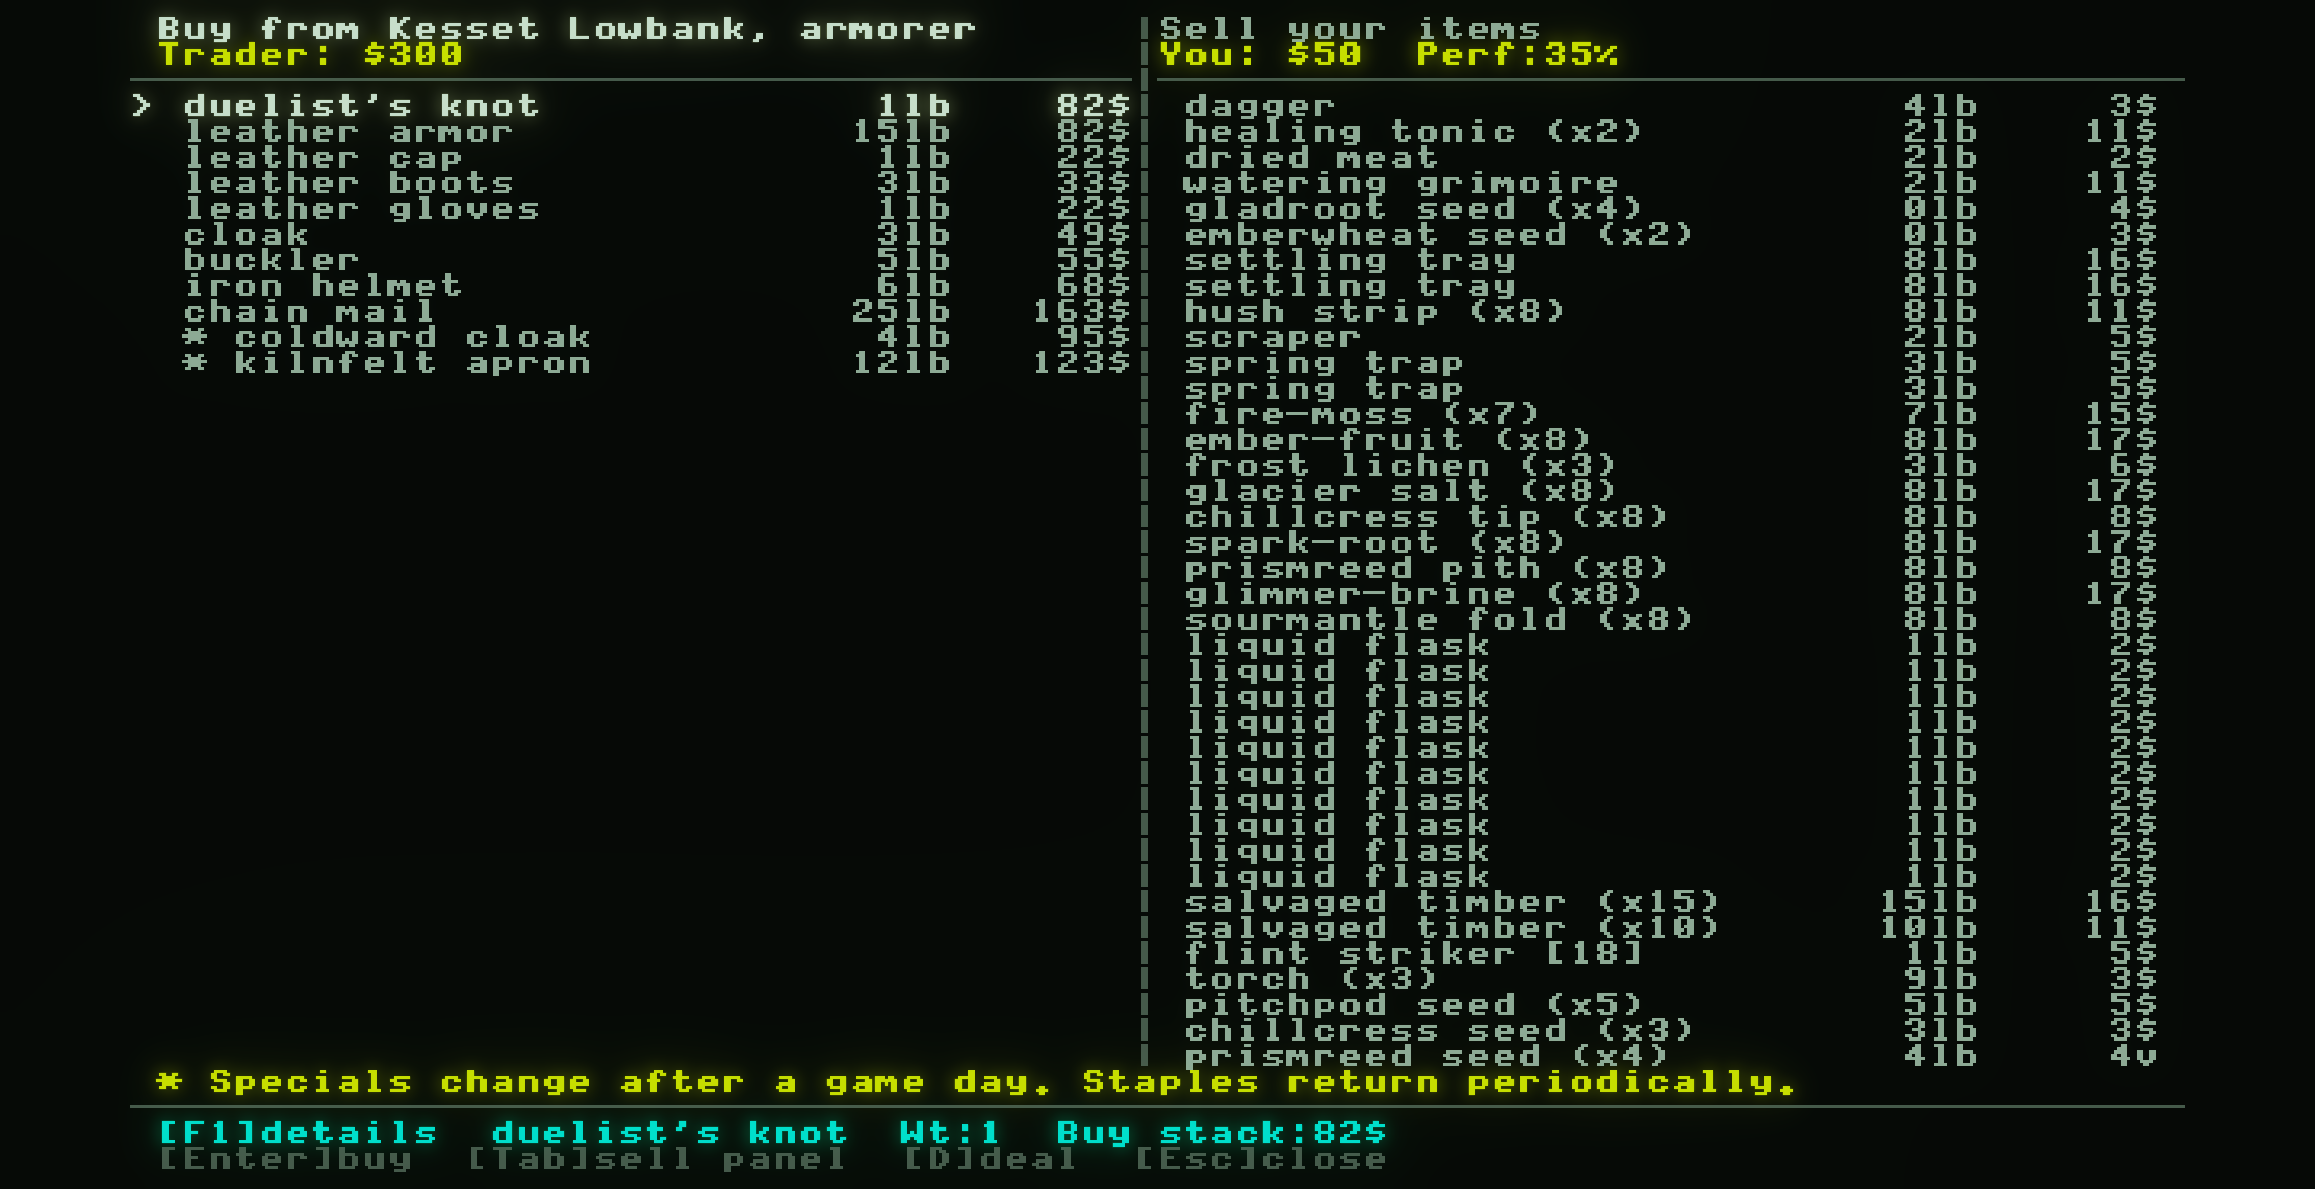 Buy from Kesset Lowbank, armorer
Trader: $300
> duelist's knot 1lb 82$
leather armor 15lb 82$
leather cap 1lb 22$
leather boots 3lb 33$
leather gloves 1lb 22$
cloak 3lb 49$
buckler 5lb 55$
iron helmet 6lb 68$
chain mail 25lb 163$
* coldward cloak 4lb 95$
* kilnfelt apron 12lb 123$
Sell your items
You: $50 Perf:35%
dagger 4lb 3$
healing tonic (x2) 2lb 11$
dried meat 2lb 2$
watering grimoire 2lb 11$
gladroot seed (x4) 0lb 4$
emberwheat seed (x2) 0lb 3$
settling tray 8lb 16$
settling tray 8lb 16$
hush strip (x8) 8lb 11$
scraper 2lb 5$
spring trap 3lb 5$
spring trap 3lb 5$
fire-moss (x7) 7lb 15$
ember-fruit (x8) 8lb 17$
frost lichen (x3) 3lb 6$
glacier salt (x8) 8lb 17$
chillcress tip (x8) 8lb 8$
spark-root (x8) 8lb 17$
prismreed pith (x8) 8lb 8$
glimmer-brine (x8) 8lb 17$
sourmantle fold (x8) 8lb 8$
liquid flask 1lb 2$
liquid flask 1lb 2$
liquid flask 1lb 2$
liquid flask 1lb 2$
liquid flask 1lb 2$
liquid flask 1lb 2$
liquid flask 1lb 2$
liquid flask 1lb 2$
liquid flask 1lb 2$
liquid flask 1lb 2$
salvaged timber (x15) 15lb 16$
salvaged timber (x10) 10lb 11$
flint striker [18] 1lb 5$
torch (x3) 9lb 3$
pitchpod seed (x5) 5lb 5$
chillcress seed (x3) 3lb 3$
prismreed seed (x4) 4lb 4v
* Specials change after a game day. Staples return periodically.
[F1]details duelist's knot Wt:1 Buy stack:82$
[Enter]buy [Tab]sell panel [D]deal [Esc]close